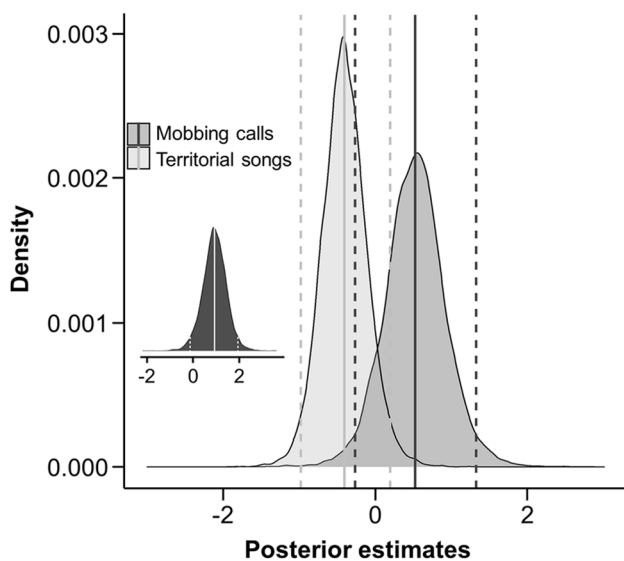 0.003
Mobbing calls
Territorial songs
0.002
Density
0.001
-2 0 2
0.000
-2 0 2
Posterior estimates